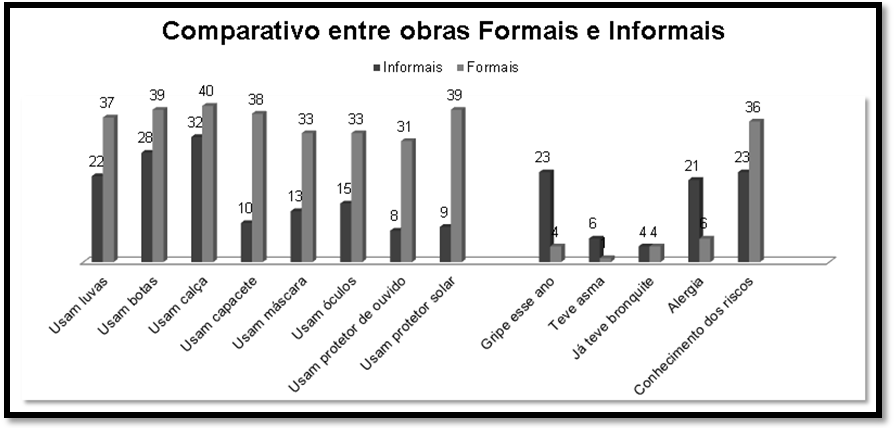 Comparativo entre obras Formais e Informais
Informais Formais
22 37 28 39 32 40 10 38 13 33 15 33 8 31 9 39 23 4 6 4 4 21 6 23 36
Usam luvas
Usam botas
Usam calça
Usam capacete
Usam máscara
Usam óculos
Usam protetor de ouvido
Usam protetor solar
Gripe esse ano
Teve asma
Já teve bronquite
Alergia
Conhecimento dos riscos